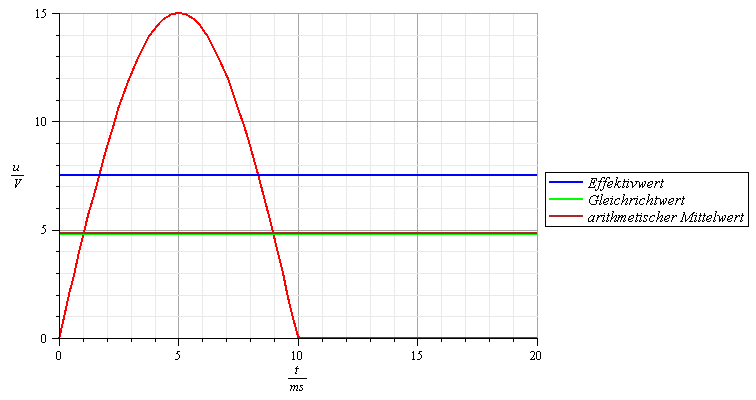 15
10
5
0
u
V
0
5
10
15
20
t
ms
Effektivwert
Gleichrichtwert
arithmetischer Mittelwert